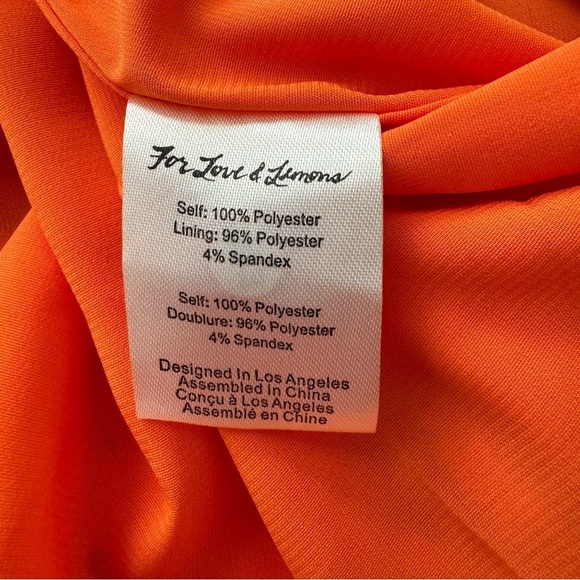 For Love & Lemons
Self: 100% Polyester
Lining: 96% Polyester
4% Spandex
Self: 100% Polyester
Doublure: 96% Polyester
4% Spandex
Designed In Los Angeles
Assembled In China
Conçu à Los Angeles
Assemblé en Chine